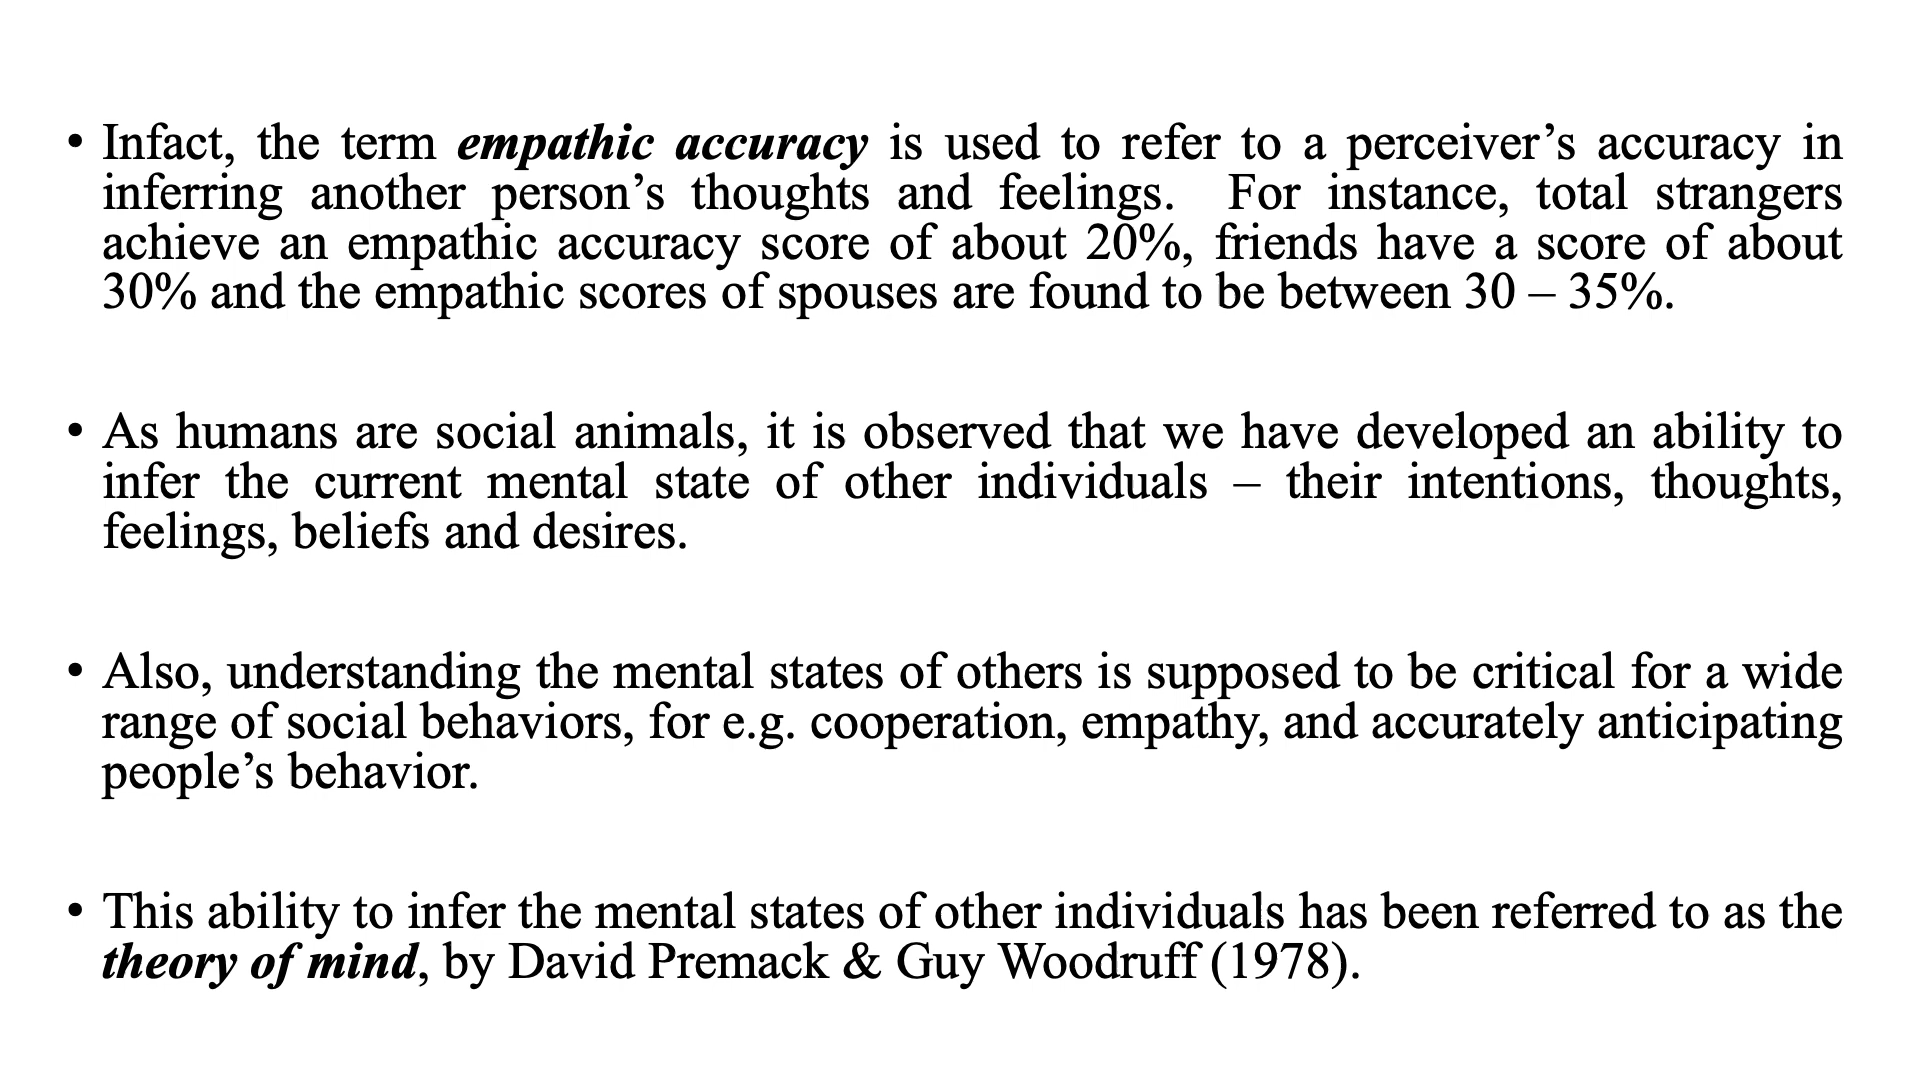 • Infact, the term empathic accuracy is used to refer to a perceiver’s accuracy in
inferring another person’s thoughts and feelings.  For instance, total strangers
achieve an empathic accuracy score of about 20%, friends have a score of about
30% and the empathic scores of spouses are found to be between 30 – 35%.
• As humans are social animals, it is observed that we have developed an ability to
infer the current mental state of other individuals – their intentions, thoughts,
feelings, beliefs and desires.
• Also, understanding the mental states of others is supposed to be critical for a wide
range of social behaviors, for e.g. cooperation, empathy, and accurately anticipating
people’s behavior.
• This ability to infer the mental states of other individuals has been referred to as the
theory of mind, by David Premack & Guy Woodruff (1978).